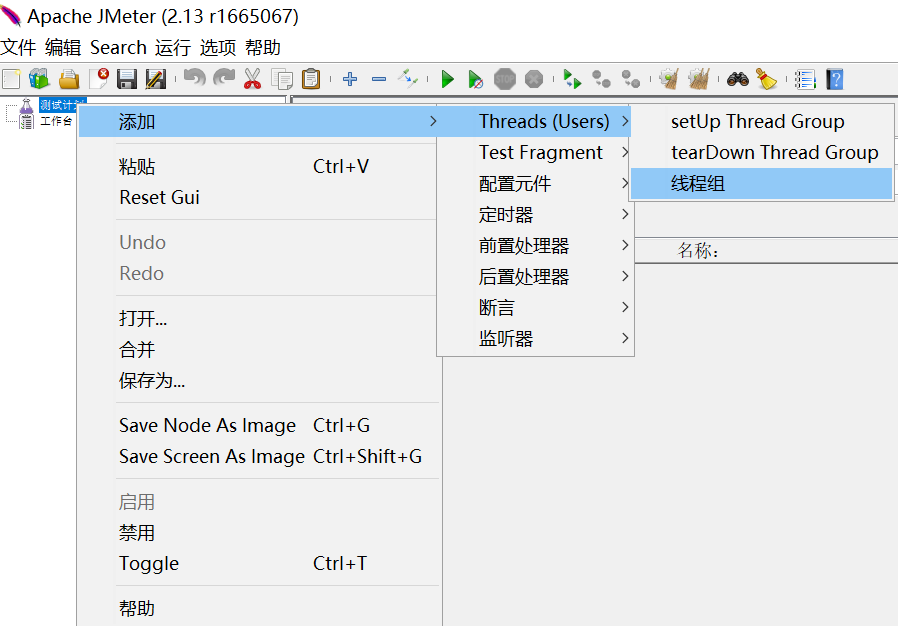 Apache JMeter (2.13 r1665067)
文件 编辑 Search 运行 选项 帮助
测试计划
工作台
添加
粘贴 Ctrl+V
Reset Gui
Undo
Redo
打开...
合并
保存为...
Save Node As Image Ctrl+G
Save Screen As Image Ctrl+Shift+G
启用
禁用
Toggle Ctrl+T
帮助
Threads (Users)
Test Fragment
配置元件
定时器
前置处理器
后置处理器
断言
监听器
setUp Thread Group
tearDown Thread Group
线程组
名称: